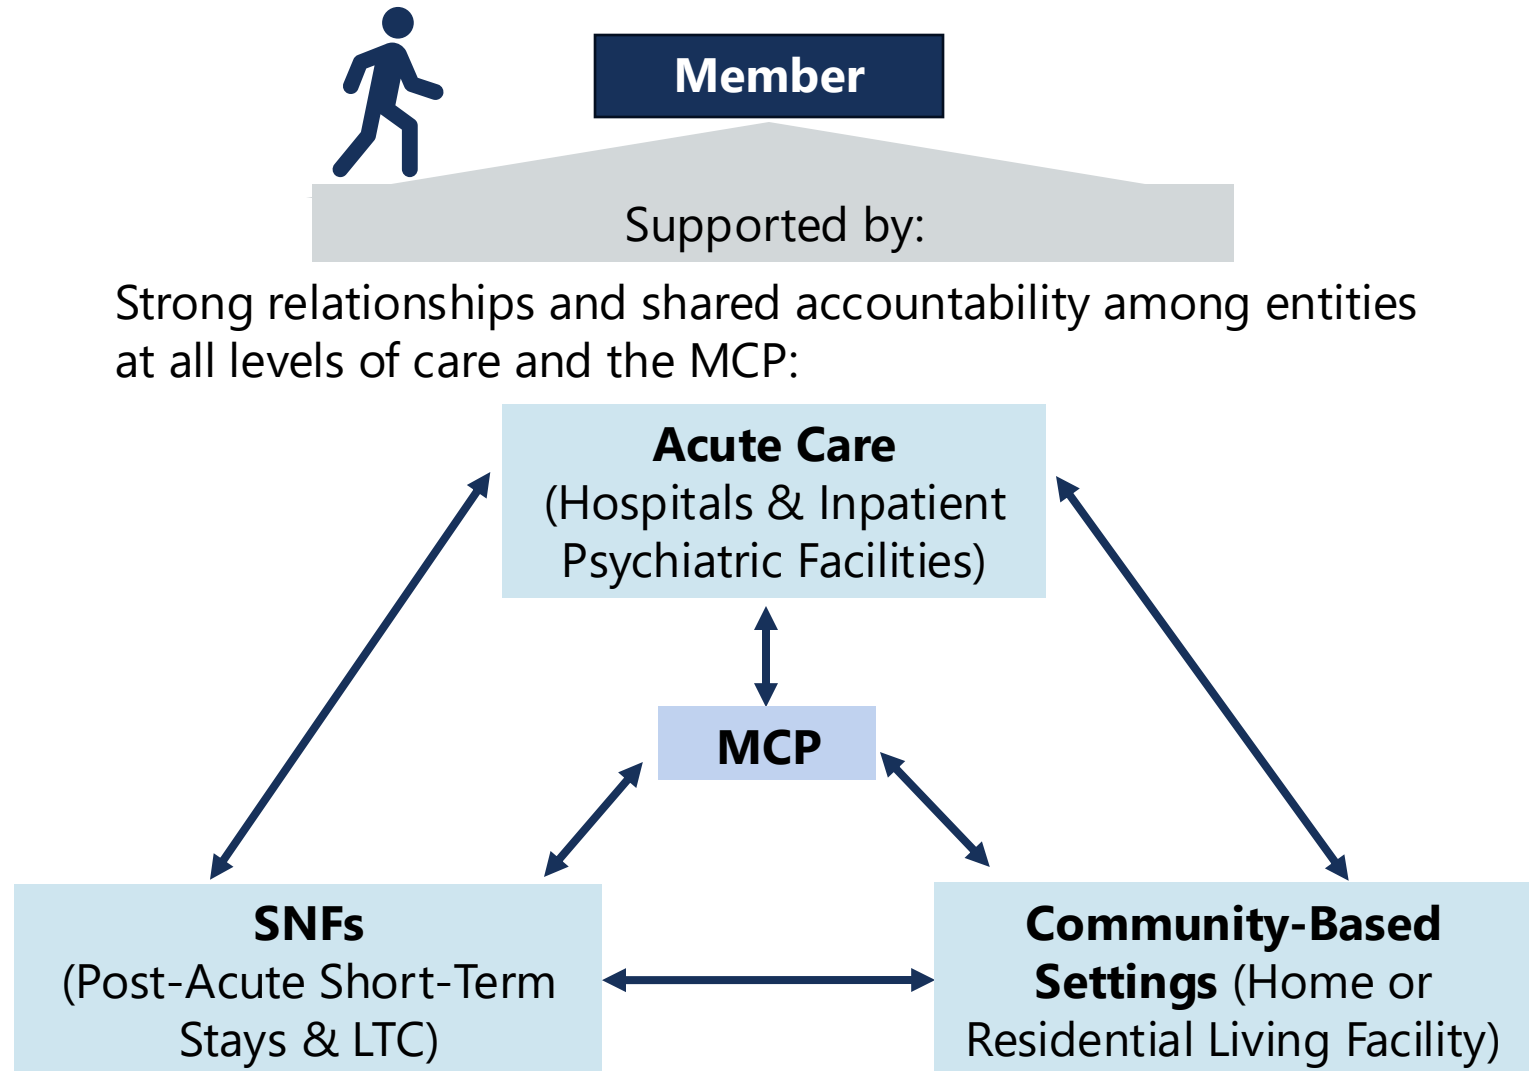 Member
Supported by:
Strong relationships and shared accountability among entities
at all levels of care and the MCP:
Acute Care
(Hospitals & Inpatient
Psychiatric Facilities)
MCP
SNFs
(Post-Acute Short-Term
Stays & LTC)
Community-Based
Settings (Home or
Residential Living Facility)